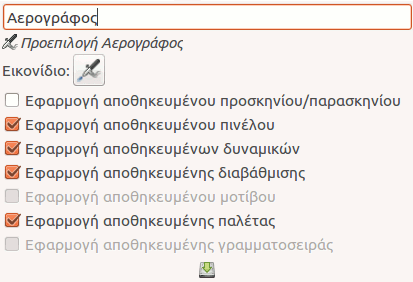 Αερογράφος
Προεπιλογή Αερογράφος
Εικονίδιο:
Εφαρμογή αποθηκευμένου προσκηνίου/παρασκηνίου
Εφαρμογή αποθηκευμένου πινέλου
Εφαρμογή αποθηκευμένων δυναμικών
Εφαρμογή αποθηκευμένης διαβάθμισης
Εφαρμογή αποθηκευμένου μοτίβου
Εφαρμογή αποθηκευμένης παλέτας
Εφαρμογή αποθηκευμένης γραμματοσειράς